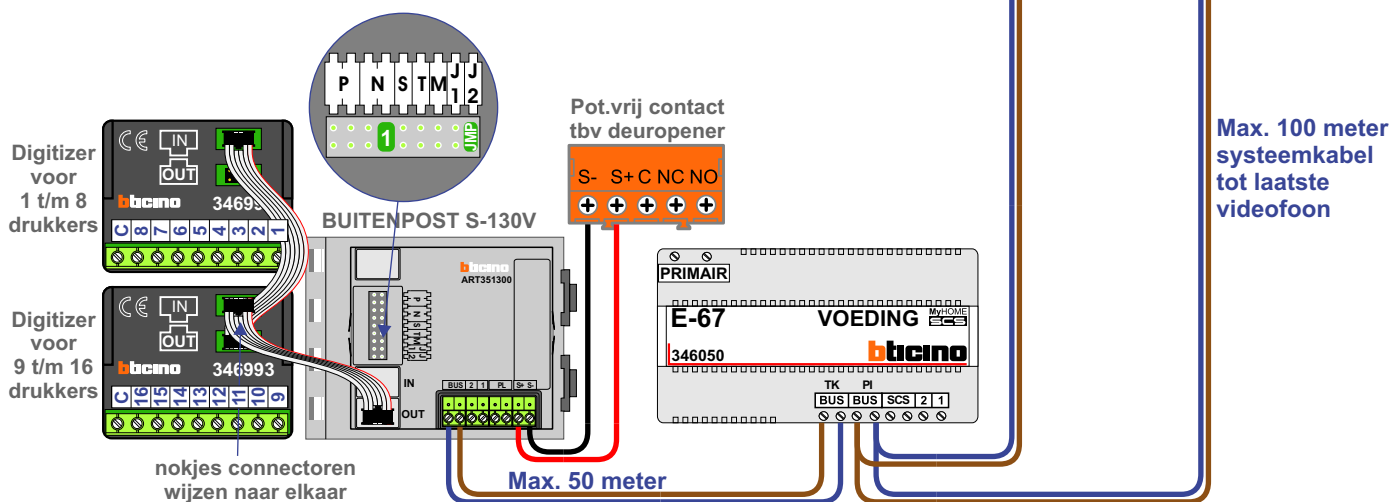 P N S T M J1 J2
1 JMP
Pot.vrij contact
tbv deuropener
S- S+ C NC NO
Max. 100 meter
systeemkabel
tot laatste
videofoon
Digitizer
voor
1 t/m 8
drukkers
CE IN
OUT
bticino
C 8 7 6 5 4 3 2 1
BUITENPOST S-130V
bticino
ART351300
P N S T M J1 J2
IN
OUT
BUS 2 1 PL S+ S-
PRIMAIR
E-67 VOEDING MyHOME SCS
346050 bticino
TK PI
BUS BUS SCS 2 1
Digitizer
voor
9 t/m 16
drukkers
CE IN
OUT
bticino 346993
C 16 15 14 13 12 11 10 9
nokjes connectoren
wijzen naar elkaar
Max. 50 meter